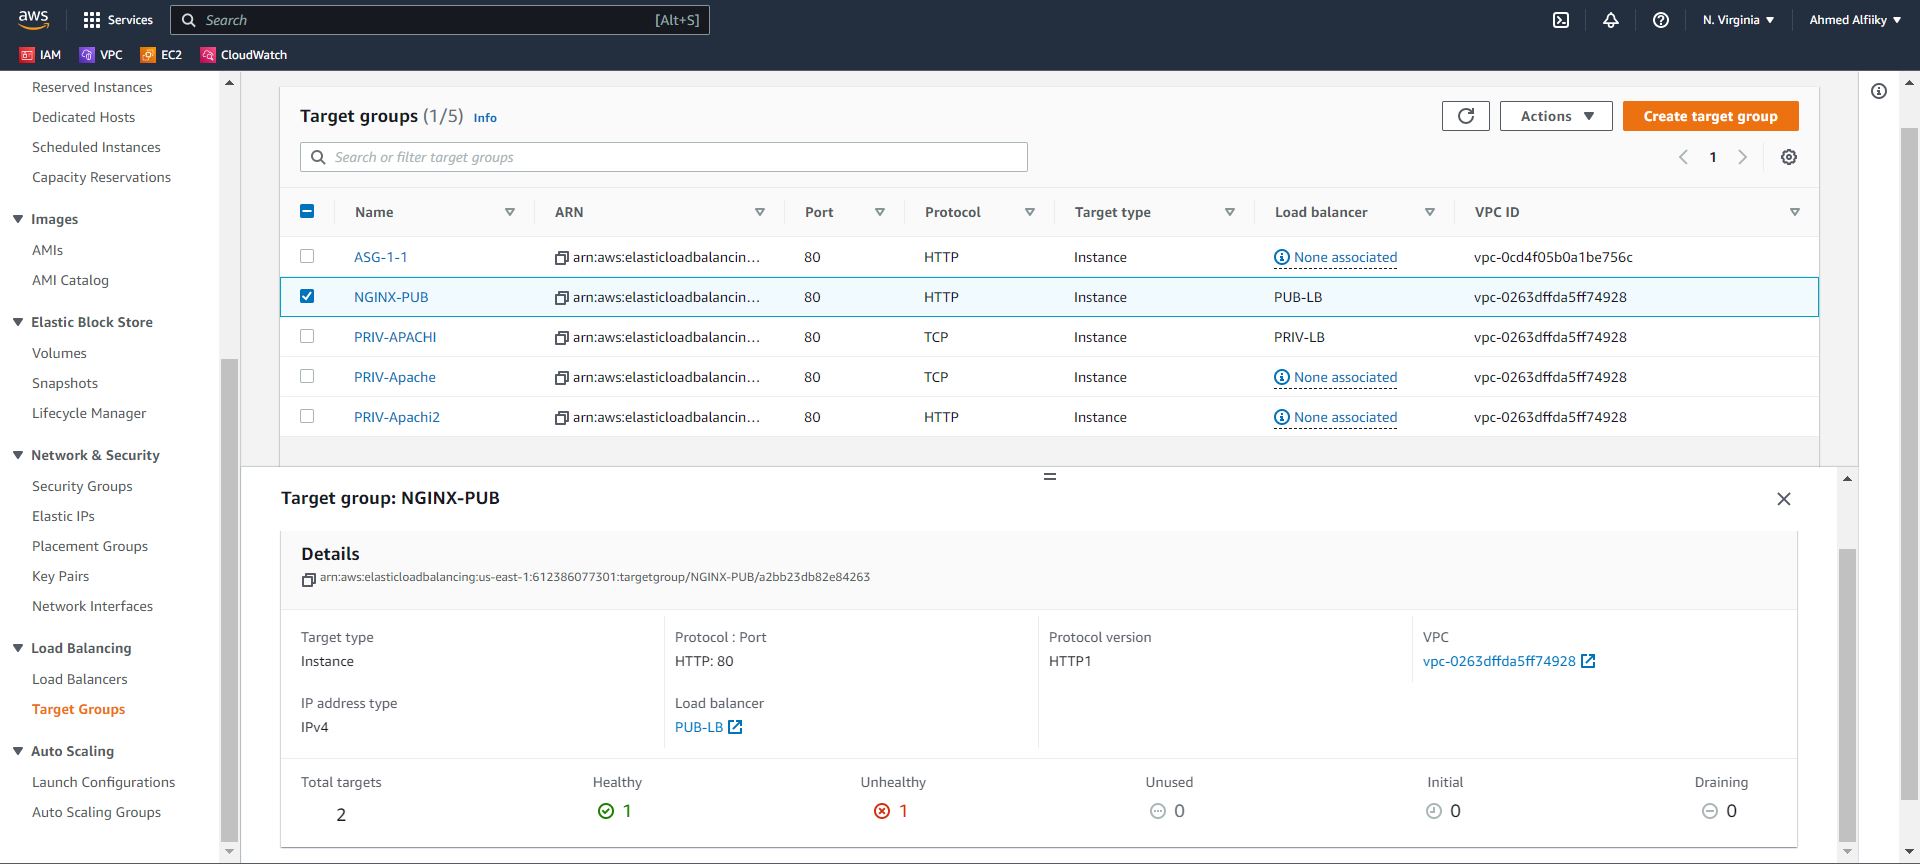 aws
Services
Search
[Alt+S]
N. Virginia
Ahmed Alfiiky
IAM
VPC
EC2
CloudWatch
Reserved Instances
Dedicated Hosts
Scheduled Instances
Capacity Reservations
Images
AMIs
AMI Catalog
Elastic Block Store
Volumes
Snapshots
Lifecycle Manager
Network & Security
Security Groups
Elastic IPs
Placement Groups
Key Pairs
Network Interfaces
Load Balancing
Load Balancers
Target Groups
Auto Scaling
Launch Configurations
Auto Scaling Groups
Target groups (1/5) Info
Actions
Create target group
Search or filter target groups
1
Name ARN Port Protocol Target type Load balancer VPC ID
ASG-1-1 arn:aws:elasticloadbalancin... 80 HTTP Instance None associated vpc-0cd4f05b0a1be756c
NGINX-PUB arn:aws:elasticloadbalancin... 80 HTTP Instance PUB-LB vpc-0263dffda5ff74928
PRIV-APACHI arn:aws:elasticloadbalancin... 80 TCP Instance PRIV-LB vpc-0263dffda5ff74928
PRIV-Apache arn:aws:elasticloadbalancin... 80 TCP Instance None associated vpc-0263dffda5ff74928
PRIV-Apachi2 arn:aws:elasticloadbalancin... 80 HTTP Instance None associated vpc-0263dffda5ff74928
Target group: NGINX-PUB
Details
arn:aws:elasticloadbalancing:us-east-1:612386077301:targetgroup/NGINX-PUB/a2bb23db82e84263
Target type Protocol : Port Protocol version VPC
Instance HTTP: 80 HTTP1 vpc-0263dffda5ff74928
IP address type Load balancer
IPv4 PUB-LB
Total targets Healthy Unhealthy Unused Initial Draining
2 1 1 0 0 0